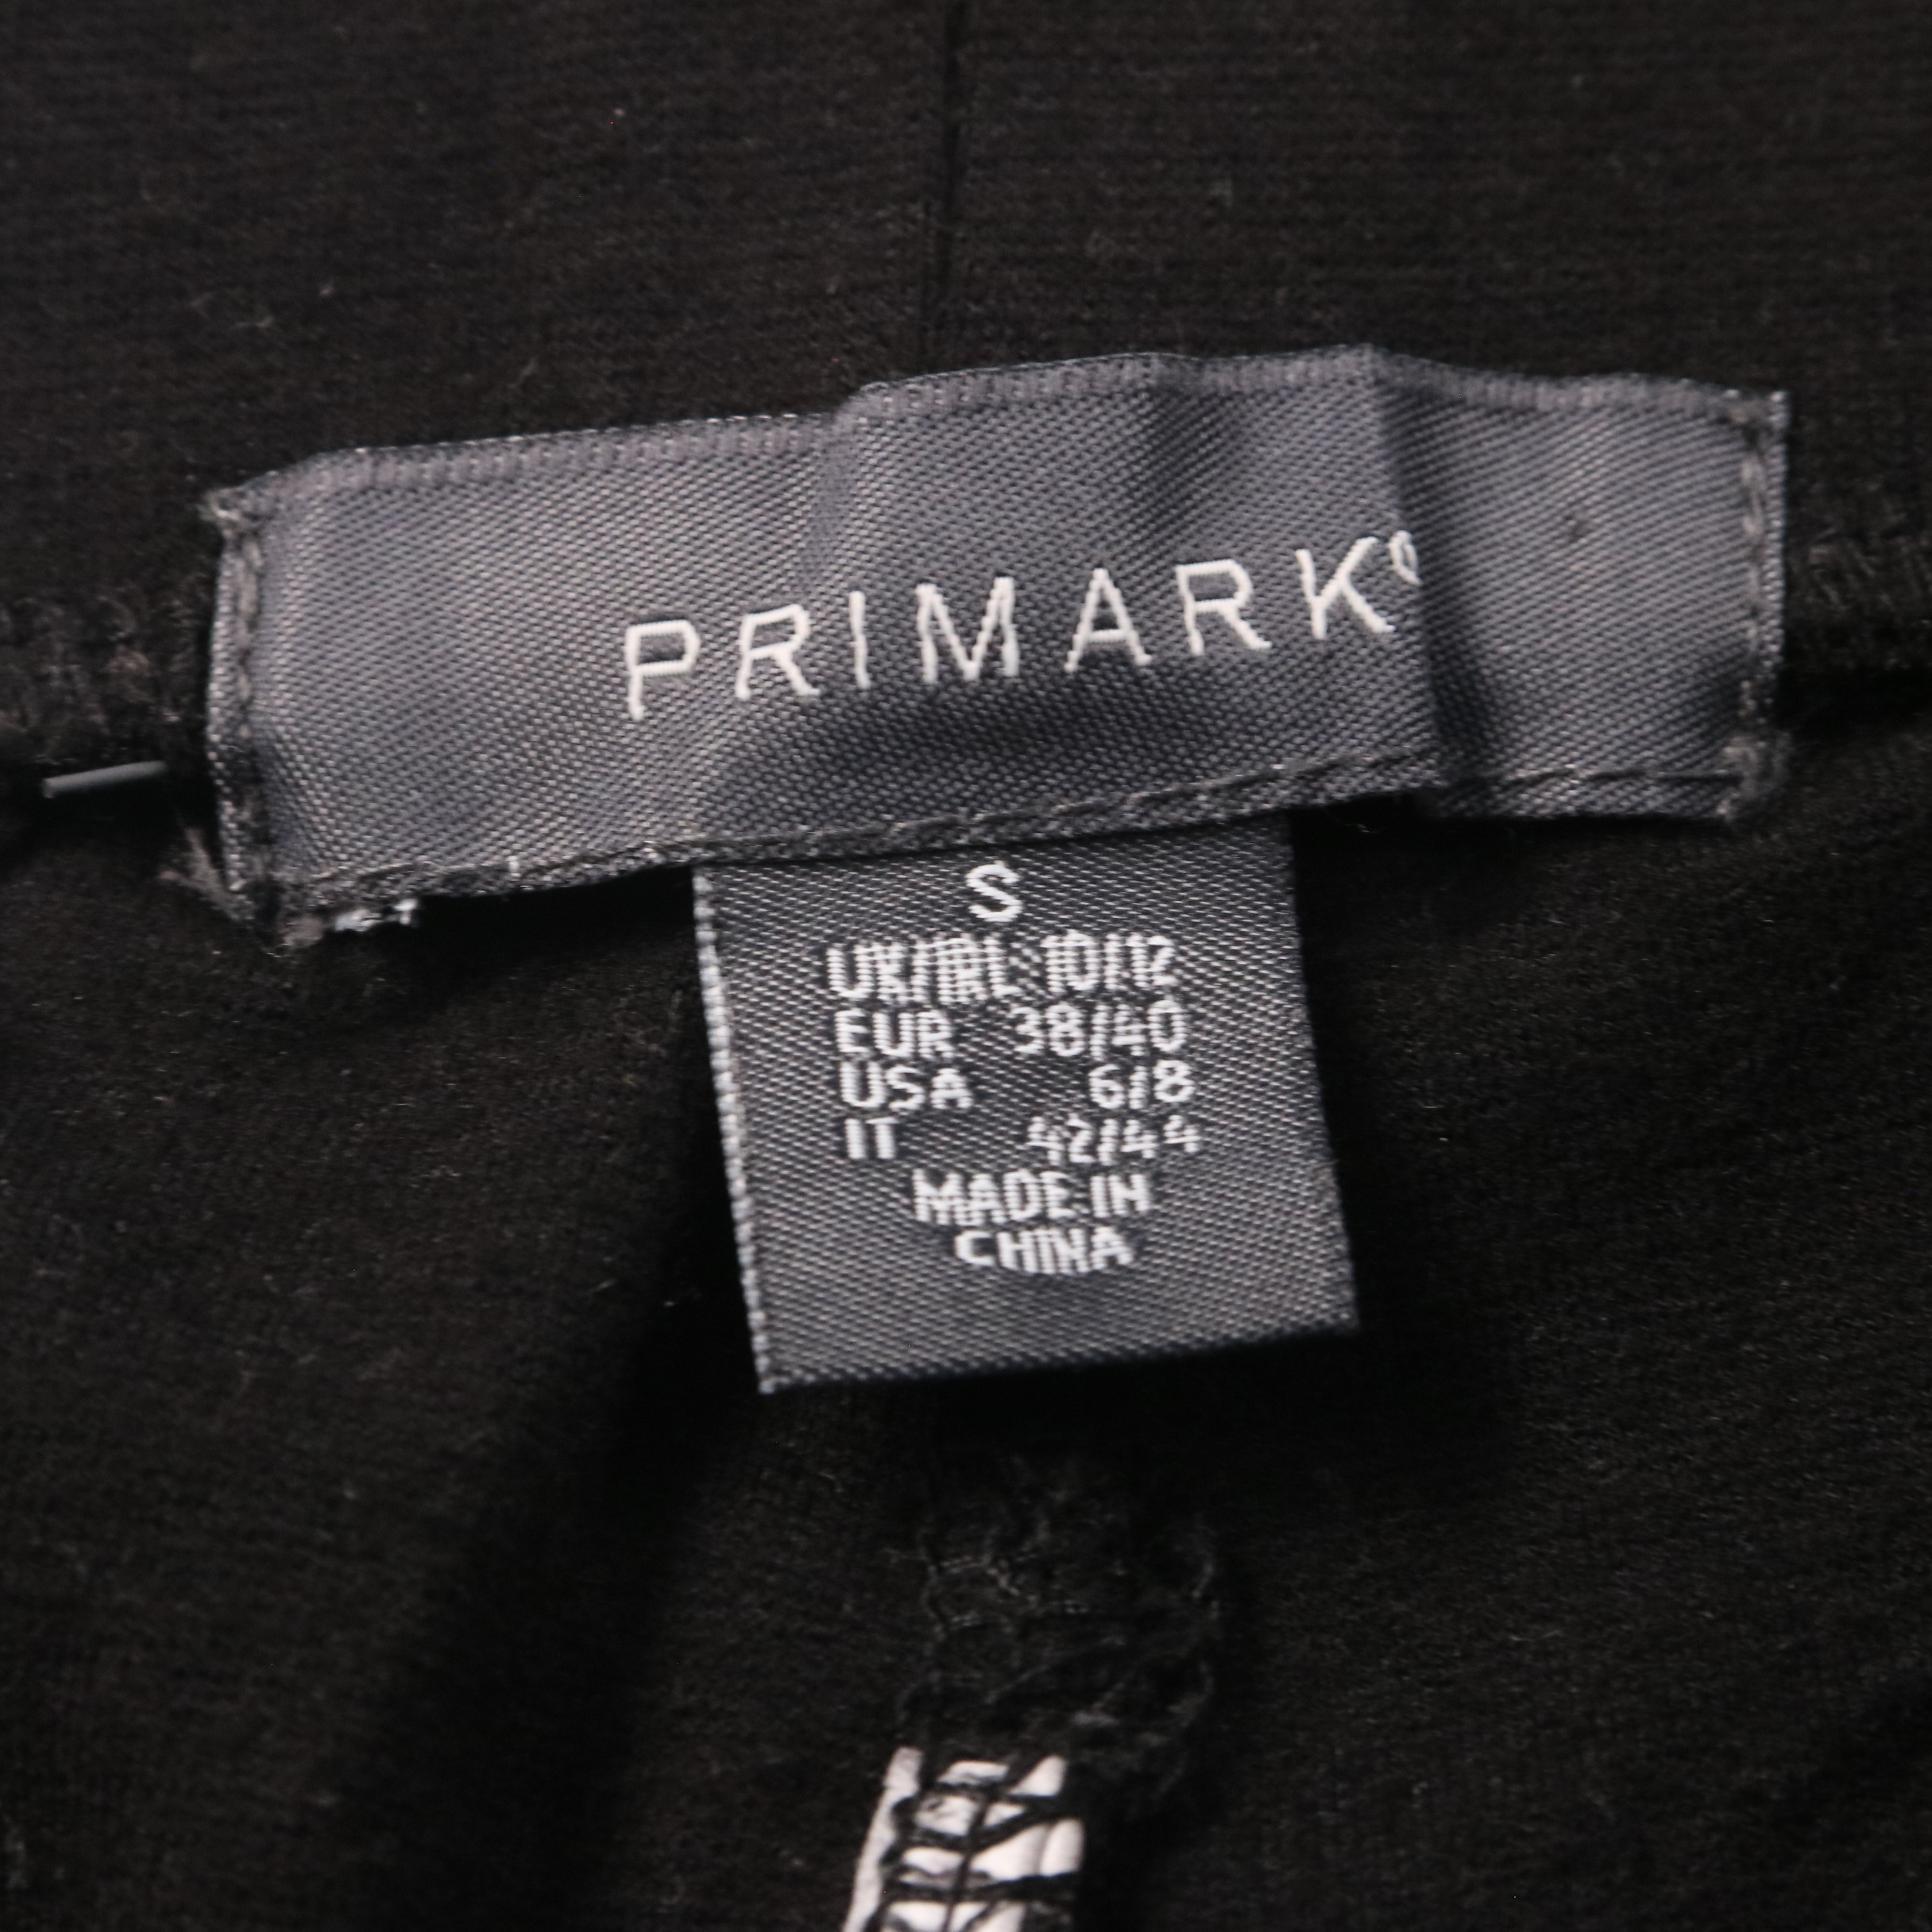 PRIMARK®
S
UK/IRL 10/12
EUR 38/40
USA 6/8
IT 42/44
MADE IN
CHINA